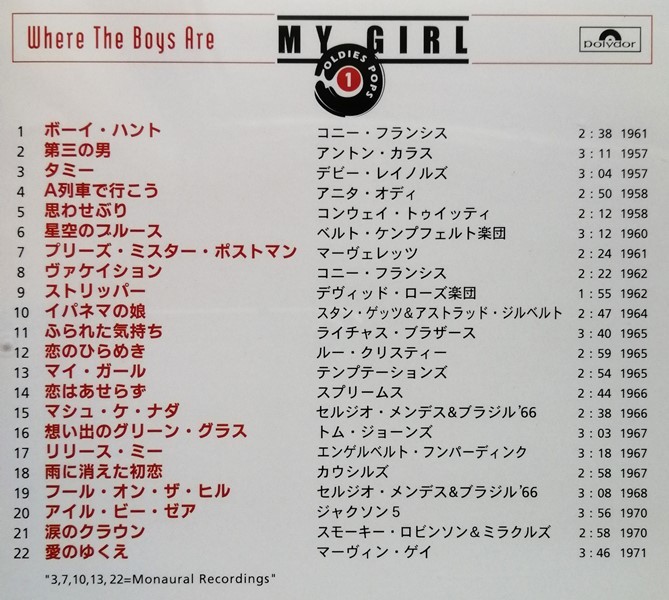 Where The Boys Are
MY GIRL
OLDIES POPS
1
polydor
1 ボーイ・ハント コニー・フランシス 2:38 1961
2 第三の男 アントン・カラス 3:11 1957
3 タミー デビー・レイノルズ 3:04 1957
4 A列車で行こう アニタ・オディ 2:50 1958
5 思わせぶり コンウェイ・トゥイッティ 2:12 1958
6 星空のブルース ベルト・ケンプフェルト楽団 3:12 1960
7 プリーズ・ミスター・ポストマン マーヴェレッツ 2:24 1961
8 ヴァケイション コニー・フランシス 2:22 1962
9 ストリッパー デヴィッド・ローズ楽団 1:55 1962
10 イパネマの娘 スタン・ゲッツ&アストラッド・ジルベルト 2:47 1964
11 ふられた気持ち ライチャス・ブラザース 3:40 1965
12 恋のひらめき ルー・クリスティー 2:59 1965
13 マイ・ガール テンプテーションズ 2:54 1965
14 恋はあせらず スプリームス 2:44 1966
15 マシュ・ケ・ナダ セルジオ・メンデス&ブラジル'66 2:38 1966
16 想い出のグリーン・グラス トム・ジョーンズ 3:03 1967
17 リリース・ミー エンゲルベルト・フンパーディンク 3:18 1967
18 雨に消えた初恋 カウシルズ 2:58 1967
19 フール・オン・ザ・ヒル セルジオ・メンデス&ブラジル'66 3:08 1968
20 アイル・ビー・ゼア ジャクソン5 3:56 1970
21 涙のクラウン スモーキー・ロビンソン&ミラクルズ 2:58 1970
22 愛のゆくえ マーヴィン・ゲイ 3:46 1971
"3,7,10,13,22=Monaural Recordings"